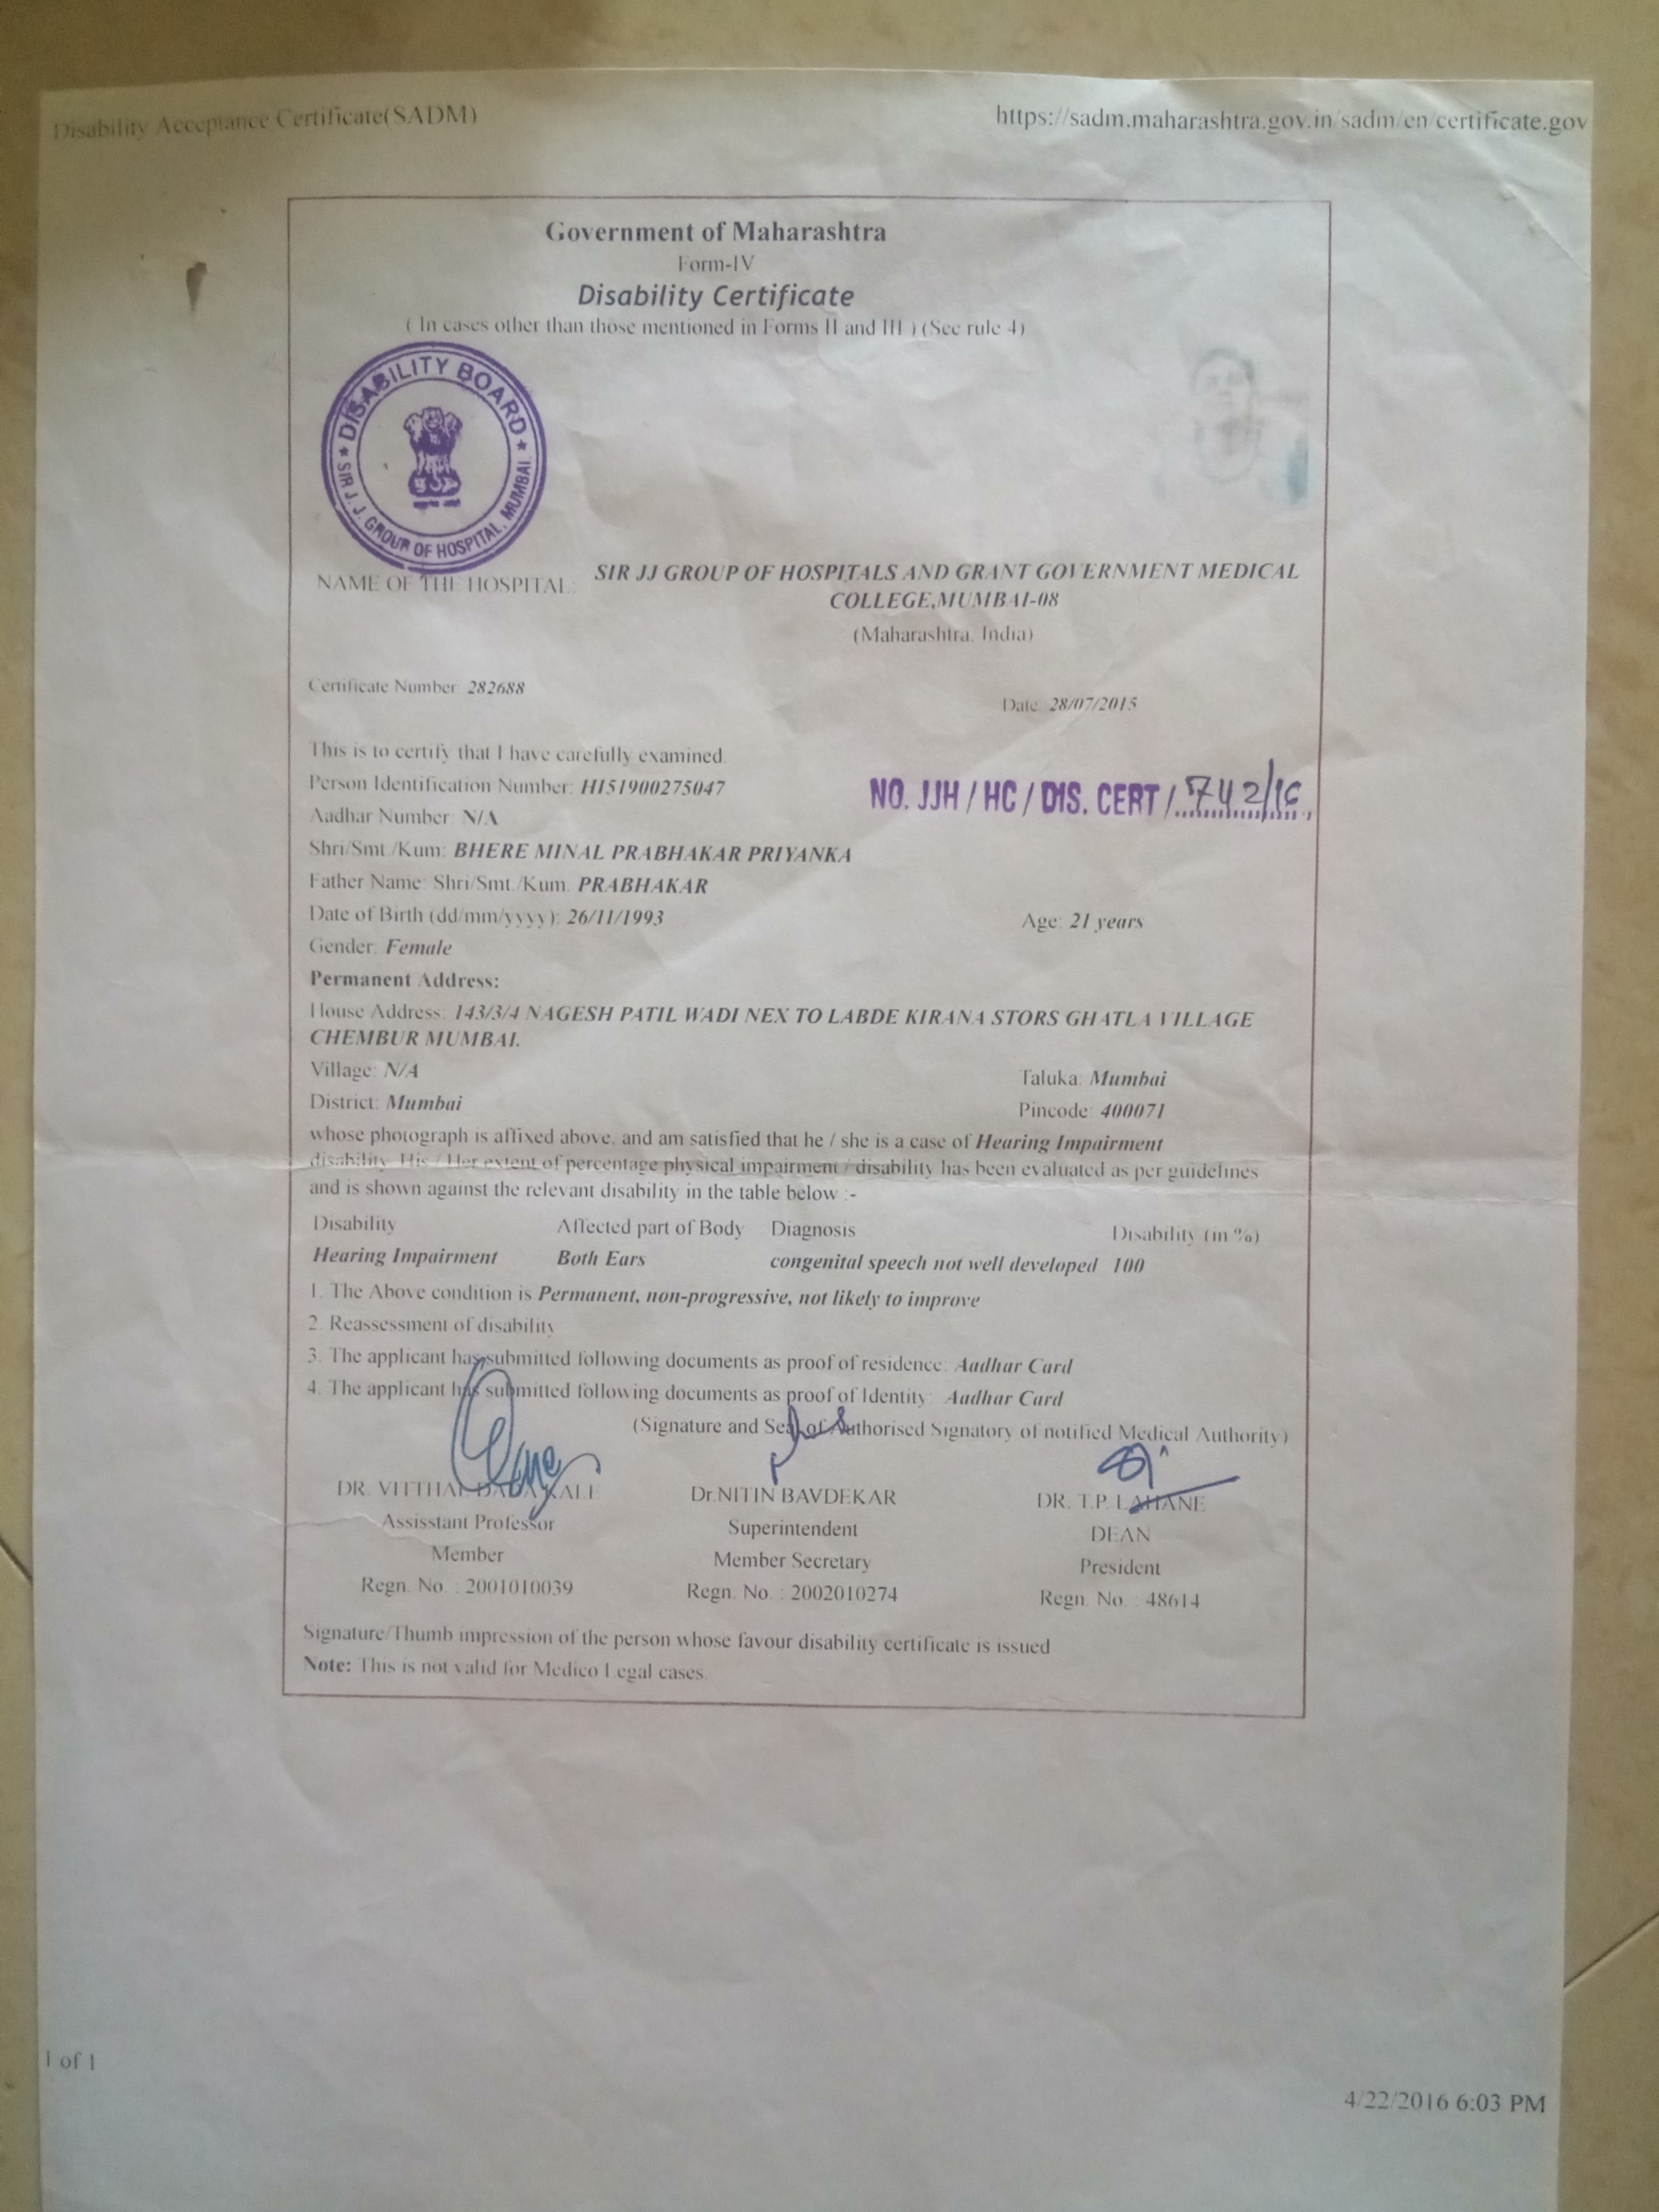 Disability Acceptance Certificate(SADM)
https://sadm.maharashtra.gov.in/sadm/en/certificate.gov
Government of Maharashtra
Form-IV
Disability Certificate
( In cases other than those mentioned in Forms II and III ) (See rule 4)
★ DISABILITY BOARD ★
SIR J. J. GROUP OF HOSPITAL, MUMBAI.
NAME OF THE HOSPITAL: SIR JJ GROUP OF HOSPITALS AND GRANT GOVERNMENT MEDICAL
COLLEGE,MUMBAI-08
(Maharashtra, India)
Certificate Number: 282688
Date: 28/07/2015
This is to certify that I have carefully examined.
Person Identification Number: HI51900275047
NO. JJH / HC / DIS. CERT / 742/16
Aadhar Number: N/A
Shri/Smt./Kum: BHERE MINAL PRABHAKAR PRIYANKA
Father Name: Shri/Smt./Kum. PRABHAKAR
Date of Birth (dd/mm/yyyy): 26/11/1993 Age: 21 years
Gender: Female
Permanent Address:
House Address: 143/3/4 NAGESH PATIL WADI NEX TO LABDE KIRANA STORS GHATLA VILLAGE
CHEMBUR MUMBAI.
Village: N/A Taluka: Mumbai
District: Mumbai Pincode: 400071
whose photograph is affixed above, and am satisfied that he / she is a case of Hearing Impairment
disability. His / Her extent of percentage physical impairment / disability has been evaluated as per guidelines
and is shown against the relevant disability in the table below :-
Disability Affected part of Body Diagnosis Disability (in %)
Hearing Impairment Both Ears congenital speech not well developed 100
1. The Above condition is Permanent, non-progressive, not likely to improve
2. Reassessment of disability
3. The applicant has submitted following documents as proof of residence: Aadhar Card
4. The applicant has submitted following documents as proof of Identity: Aadhar Card
(Signature and Seal of Authorised Signatory of notified Medical Authority)
DR. VITTHAL KALE Dr.NITIN BAVDEKAR DR. T.P. LAHANE
Assisstant Professor Superintendent DEAN
Member Member Secretary President
Regn. No. : 2001010039 Regn. No. : 2002010274 Regn. No. : 48614
Signature/Thumb impression of the person whose favour disability certificate is issued
Note: This is not valid for Medico Legal cases.
1 of 1
4/22/2016 6:03 PM